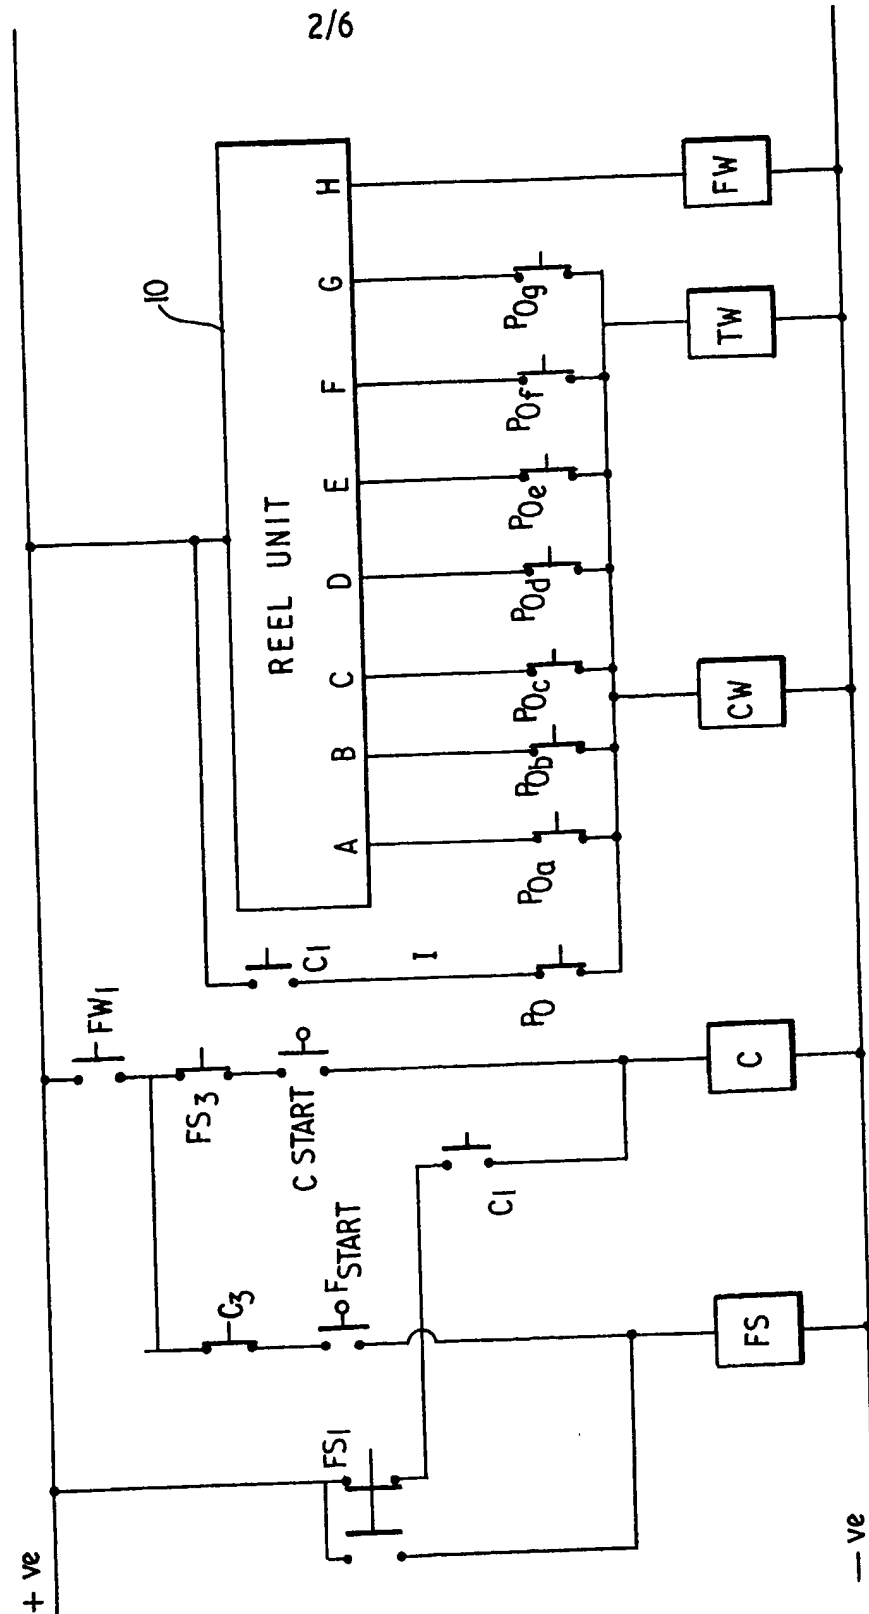 2/6
+ ve
FS1
C3
FSTART
FW1
FS3
C START
C1
C1
I
P0
10
REEL UNIT
A
B
C
D
E
F
G
H
P0a
P0b
P0c
P0d
P0e
P0f
P0g
FS
C
CW
TW
FW
− ve